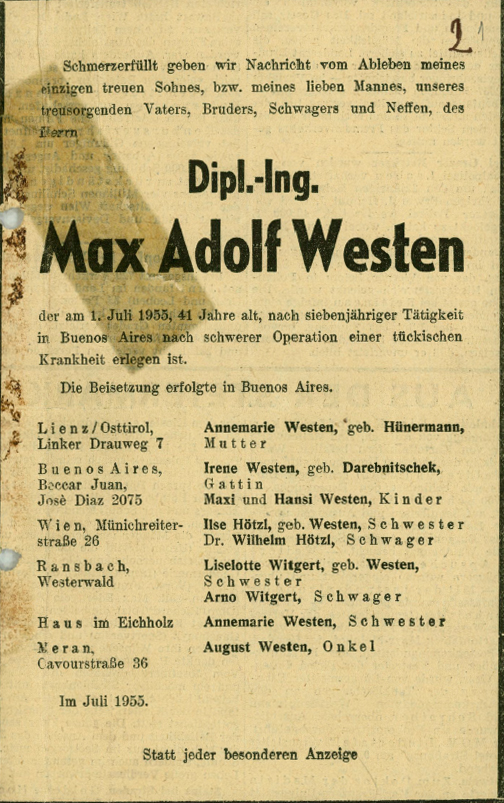 2 1
Schmerzerfüllt geben wir Nachricht vom Ableben meines
einzigen treuen Sohnes, bzw. meines lieben Mannes, unseres
treusorgenden Vaters, Bruders, Schwagers und Neffen, des
Herrn
Dipl.-Ing.
Max Adolf Westen
der am 1. Juli 1955, 41 Jahre alt, nach siebenjähriger Tätigkeit
in Buenos Aires nach schwerer Operation einer tückischen
Krankheit erlegen ist.
Die Beisetzung erfolgte in Buenos Aires.
Lienz/Osttirol, Annemarie Westen, geb. Hünermann,
Linker Drauweg 7 Mutter
Buenos Aires, Irene Westen, geb. Darebnitschek,
Beccar Juan, Gattin
Josè Diaz 2075 Maxi und Hansi Westen, Kinder
Wien, Münichreiter- Ilse Hötzl, geb. Westen, Schwester
straße 26 Dr. Wilhelm Hötzl, Schwager
Ransbach, Liselotte Witgert, geb. Westen,
Westerwald Schwester
Arno Witgert, Schwager
Haus im Eichholz Annemarie Westen, Schwester
Meran, August Westen, Onkel
Cavourstraße 36
Im Juli 1955.
Statt jeder besonderen Anzeige